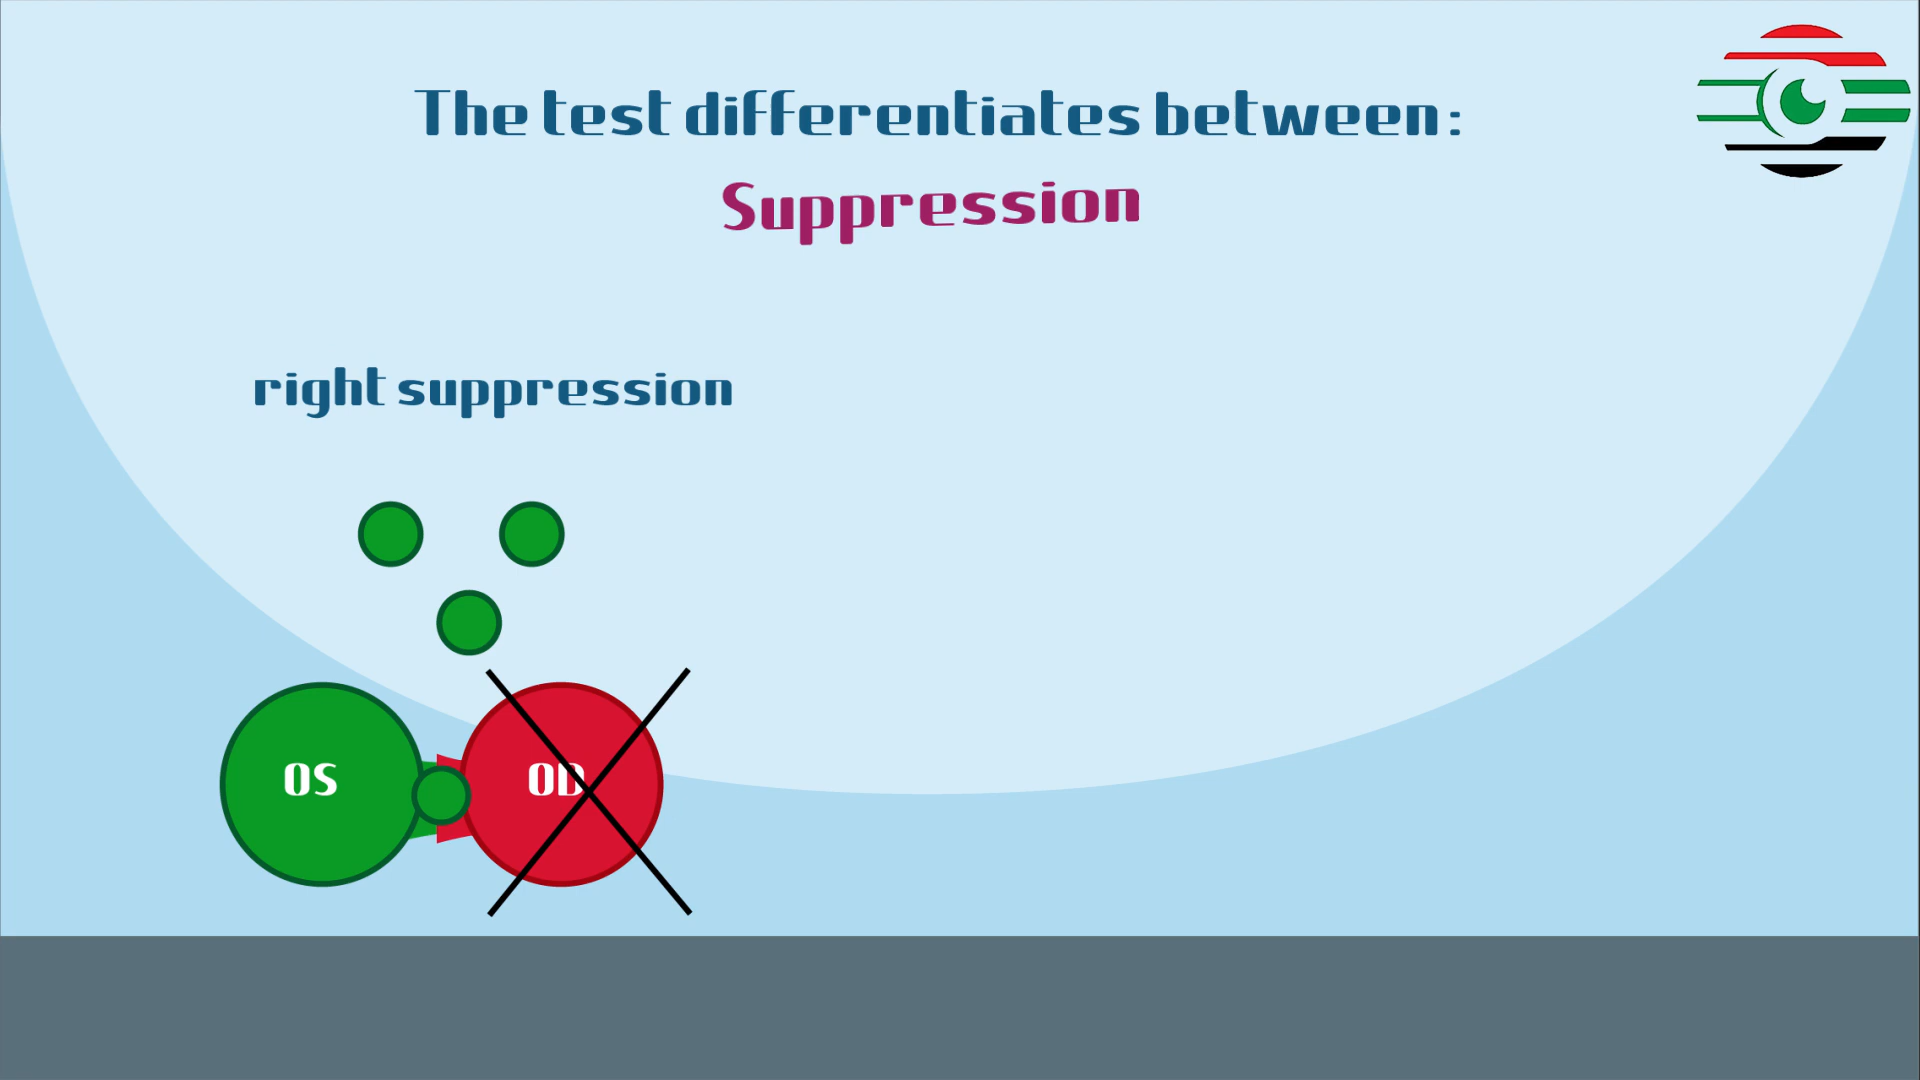 The test differentiates between:
Suppression
right suppression
OS OD